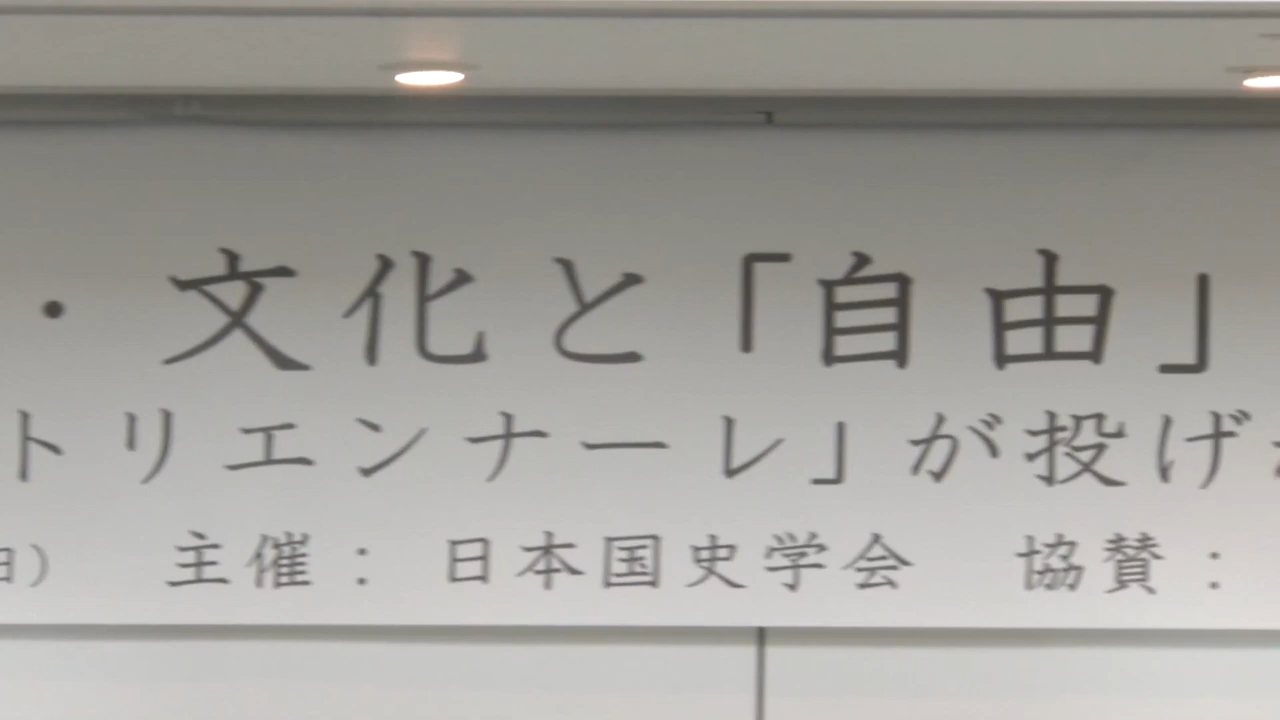 ・文化と「自由」
トリエンナーレ」が投げ
日） 主催： 日本国史学会 協賛：